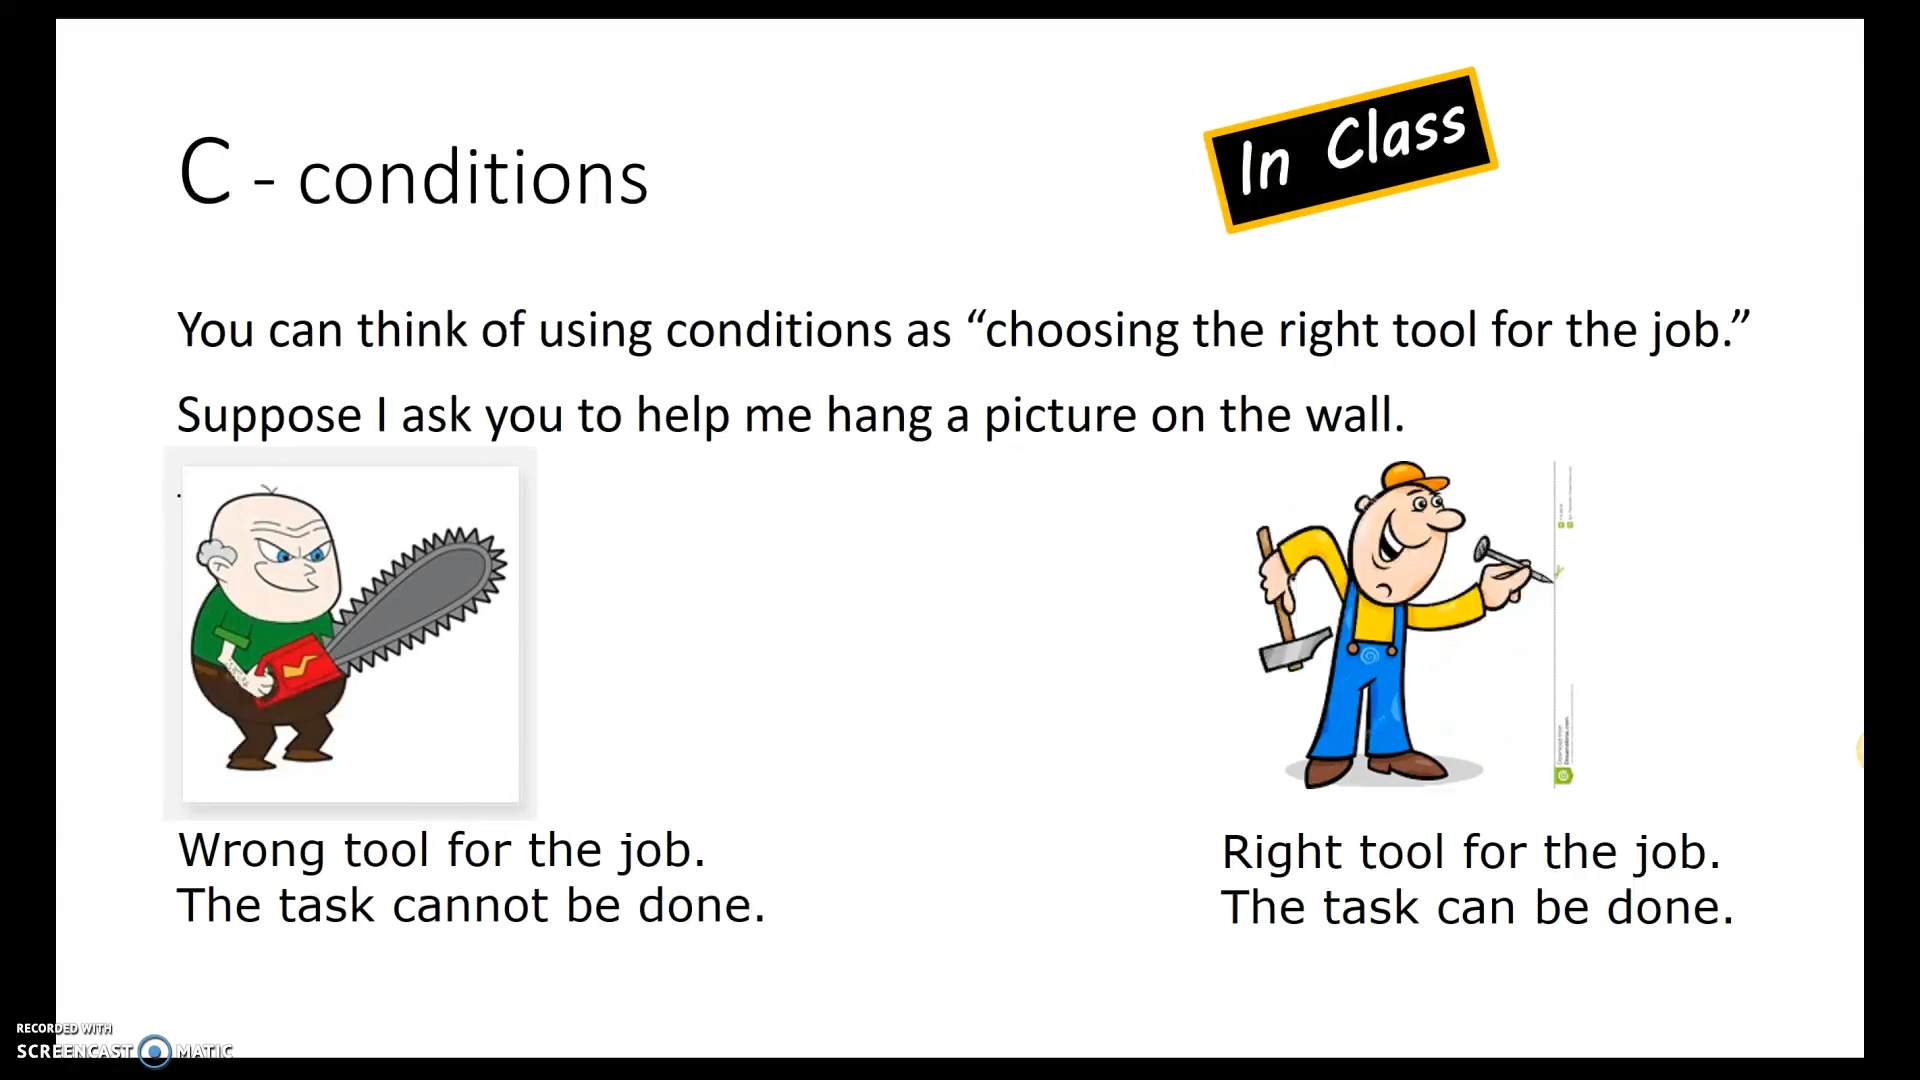 C - conditions
In Class
You can think of using conditions as “choosing the right tool for the job.”
Suppose I ask you to help me hang a picture on the wall.
.
Wrong tool for the job.
The task cannot be done.
Right tool for the job.
The task can be done.
RECORDED WITH
SCREENCAST MATIC